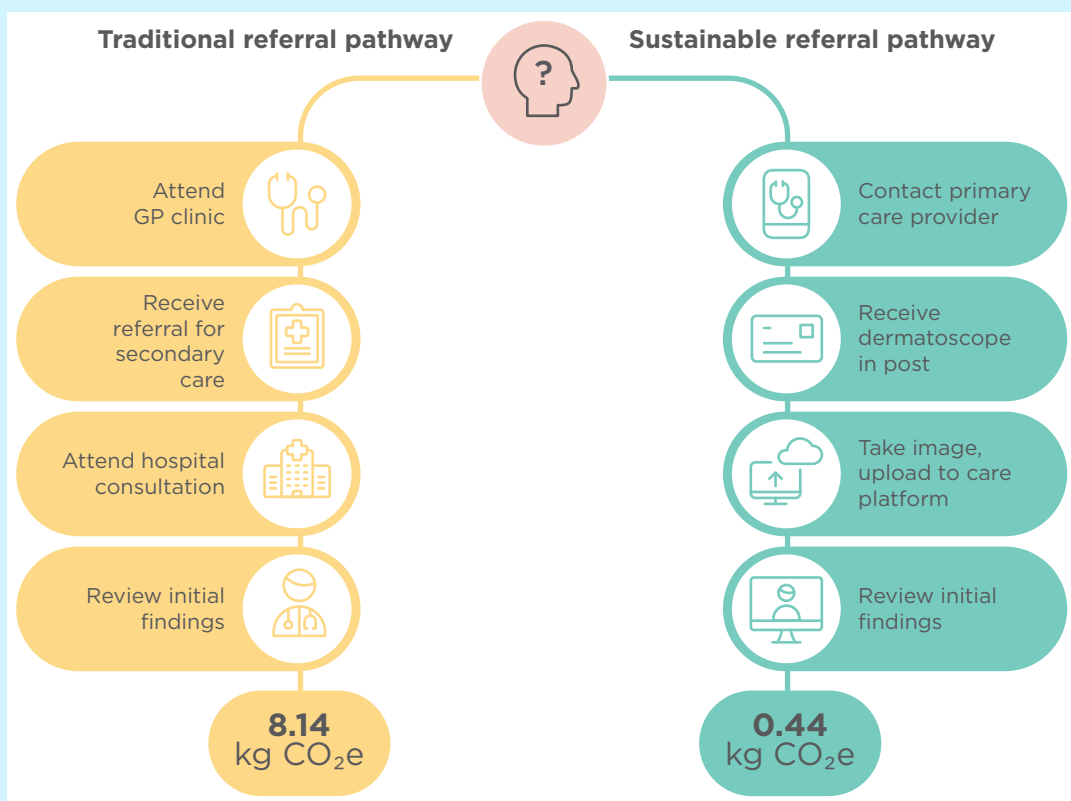 Traditional referral pathway
Sustainable referral pathway
?
Attend
GP clinic
Receive
referral for
secondary
care
Attend hospital
consultation
Review initial
findings
8.14
kg CO₂e
Contact primary
care provider
Receive
dermatoscope
in post
Take image,
upload to care
platform
Review initial
findings
0.44
kg CO₂e